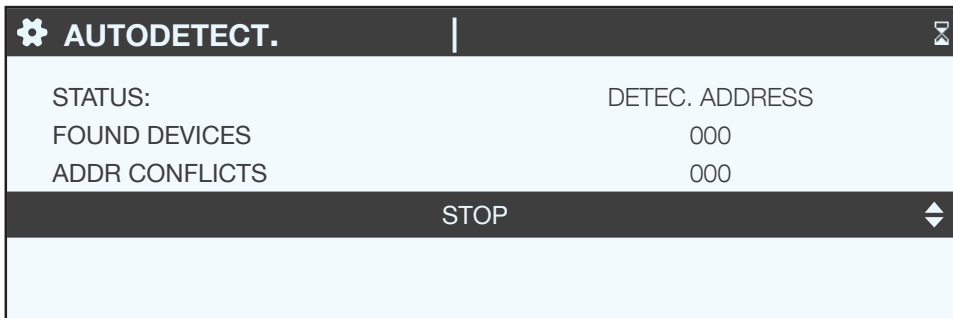 AUTODETECT.
STATUS: DETEC. ADDRESS
FOUND DEVICES 000
ADDR CONFLICTS 000
STOP